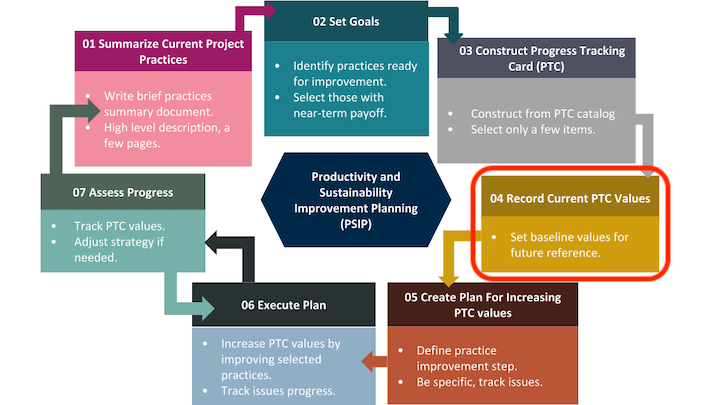 01 Summarize Current Project
Practices
• Write brief practices
summary document.
• High level description, a
few pages.
02 Set Goals
• Identify practices ready
for improvement.
• Select those with
near-term payoff.
03 Construct Progress Tracking
Card (PTC)
• Construct from PTC catalog
• Select only a few items.
04 Record Current PTC Values
• Set baseline values for
future reference.
05 Create Plan For Increasing
PTC values
• Define practice
improvement step.
• Be specific, track issues.
06 Execute Plan
• Increase PTC values by
improving selected
practices.
• Track issues progress.
07 Assess Progress
• Track PTC values.
• Adjust strategy if
needed.
Productivity and
Sustainability
Improvement Planning
(PSIP)